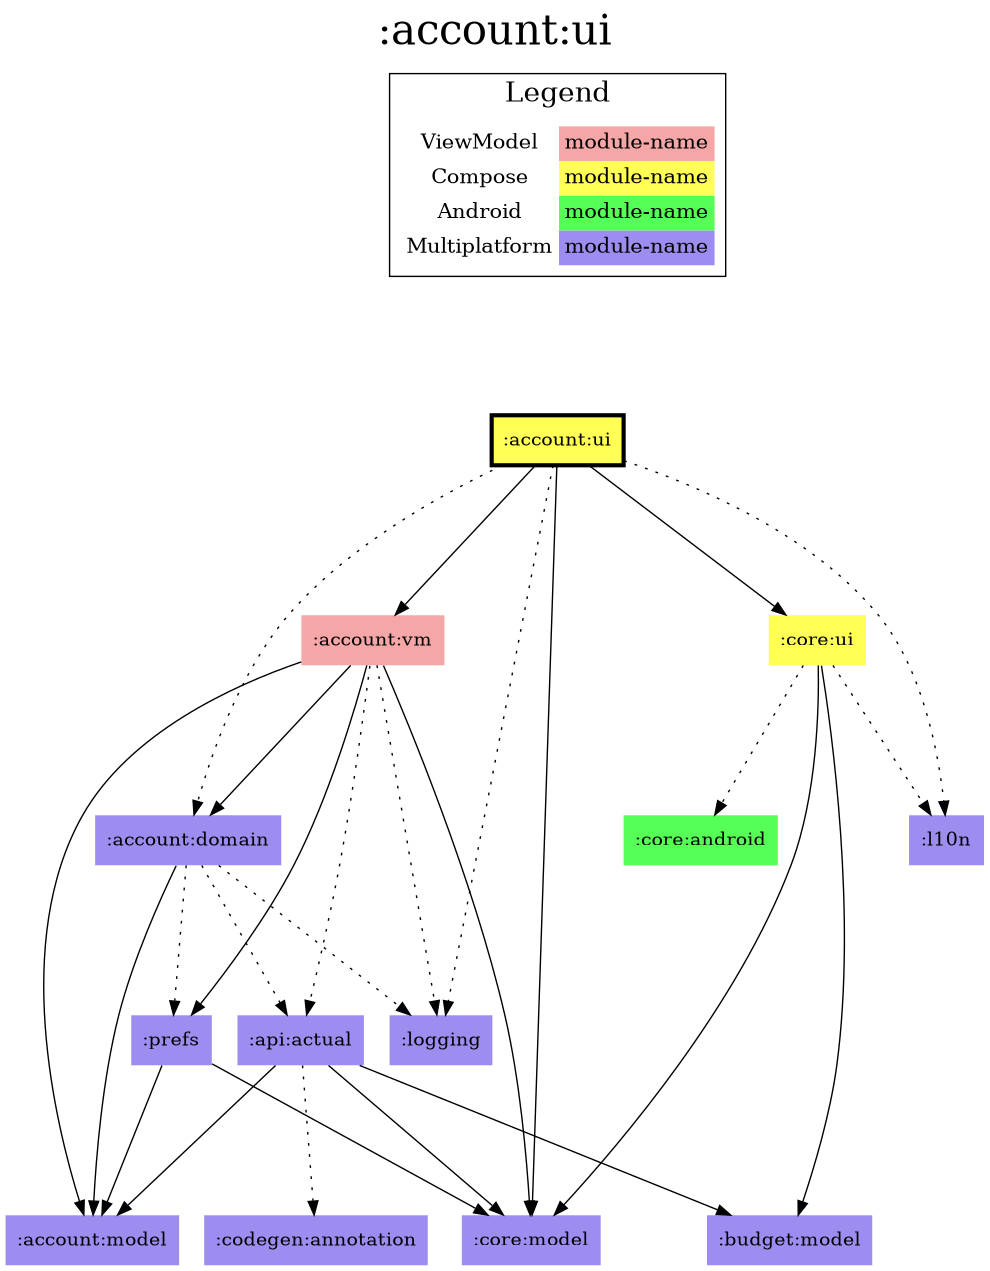 :account:ui
Legend
ViewModel module-name
Compose module-name
Android module-name
Multiplatform module-name
:account:ui
:account:vm
:core:ui
:account:domain
:core:android
:l10n
:prefs
:api:actual
:logging
:account:model
:codegen:annotation
:core:model
:budget:model